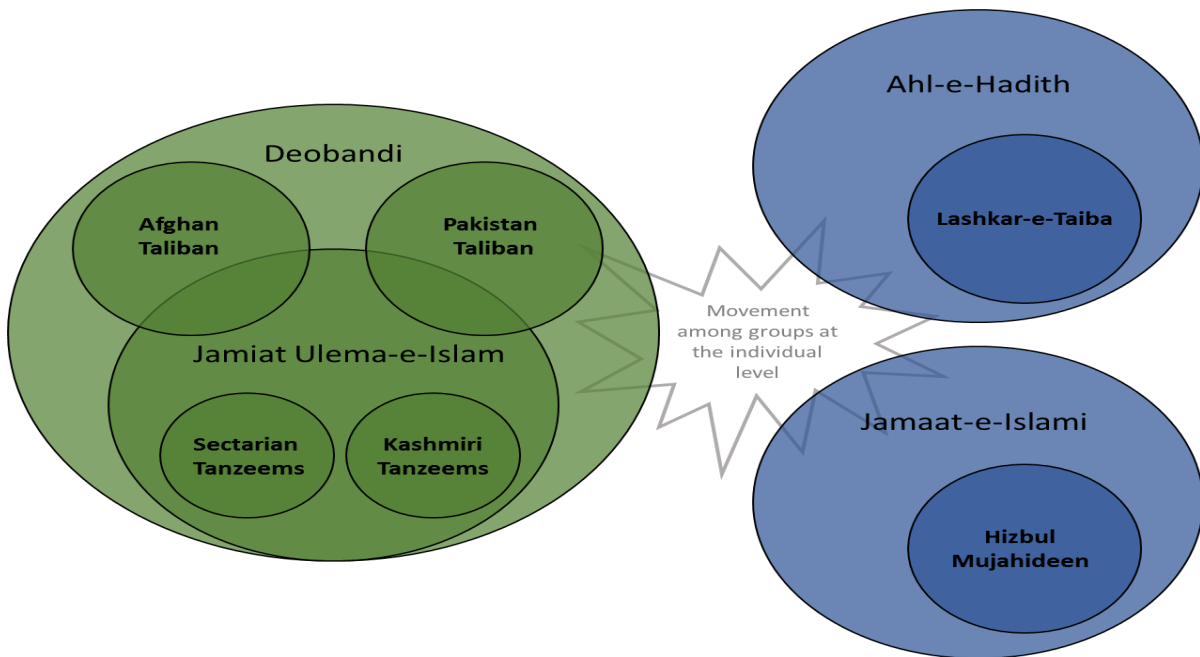 Deobandi
Afghan
Taliban
Pakistan
Taliban
Jamiat Ulema-e-Islam
Sectarian
Tanzeems
Kashmiri
Tanzeems
Movement
among groups at
the individual
level
Ahl-e-Hadith
Lashkar-e-Taiba
Jamaat-e-Islami
Hizbul
Mujahideen